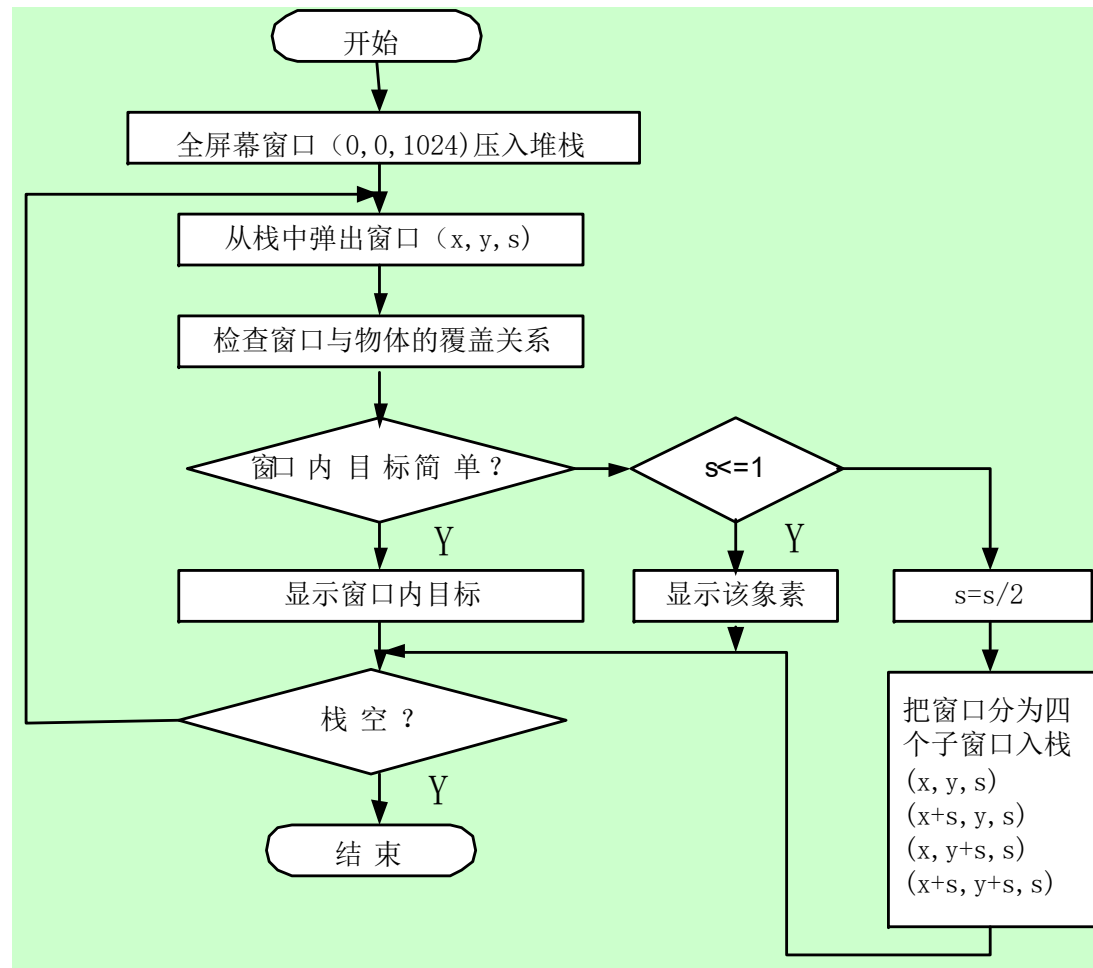 开始
全屏幕窗口（0,0,1024)压入堆栈
从栈中弹出窗口（x,y,s)
检查窗口与物体的覆盖关系
窗口内目标简单？
s<=1
Y
Y
显示窗口内目标
显示该象素
s=s/2
栈空？
把窗口分为四
个子窗口入栈
(x,y,s)
(x+s,y,s)
(x,y+s,s)
(x+s,y+s,s)
Y
结束